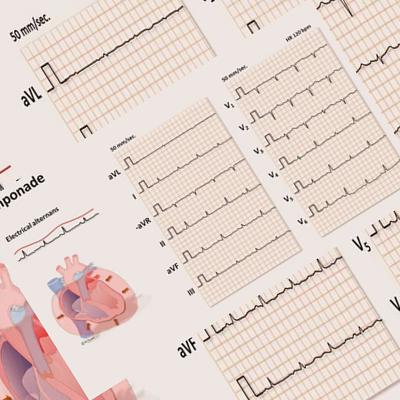 50 mm/sec.
aVL
HR 120 bpm
50 mm/sec.
V1
V2
V3
V4
V5
V6
50 mm/sec.
aVL
I
-aVR
II
aVF
III
Electrical alternans
V5
aVF